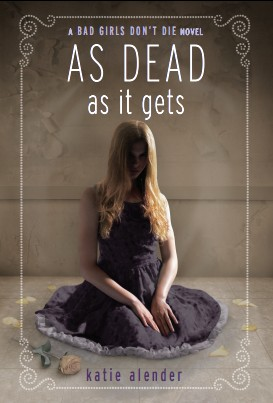 A BAD GIRLS DON'T DIE NOVEL
AS DEAD
as it gets
katie alender